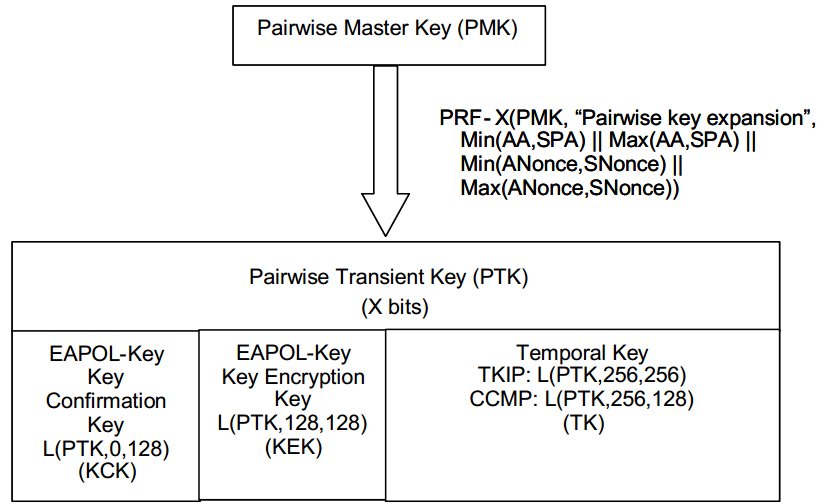 Pairwise Master Key (PMK)
PRF- X(PMK, “Pairwise key expansion”,
Min(AA,SPA) || Max(AA,SPA) ||
Min(ANonce,SNonce) ||
Max(ANonce,SNonce))
Pairwise Transient Key (PTK)
(X bits)
EAPOL-Key
Key
Confirmation
Key
L(PTK,0,128)
(KCK)
EAPOL-Key
Key Encryption
Key
L(PTK,128,128)
(KEK)
Temporal Key
TKIP: L(PTK,256,256)
CCMP: L(PTK,256,128)
(TK)